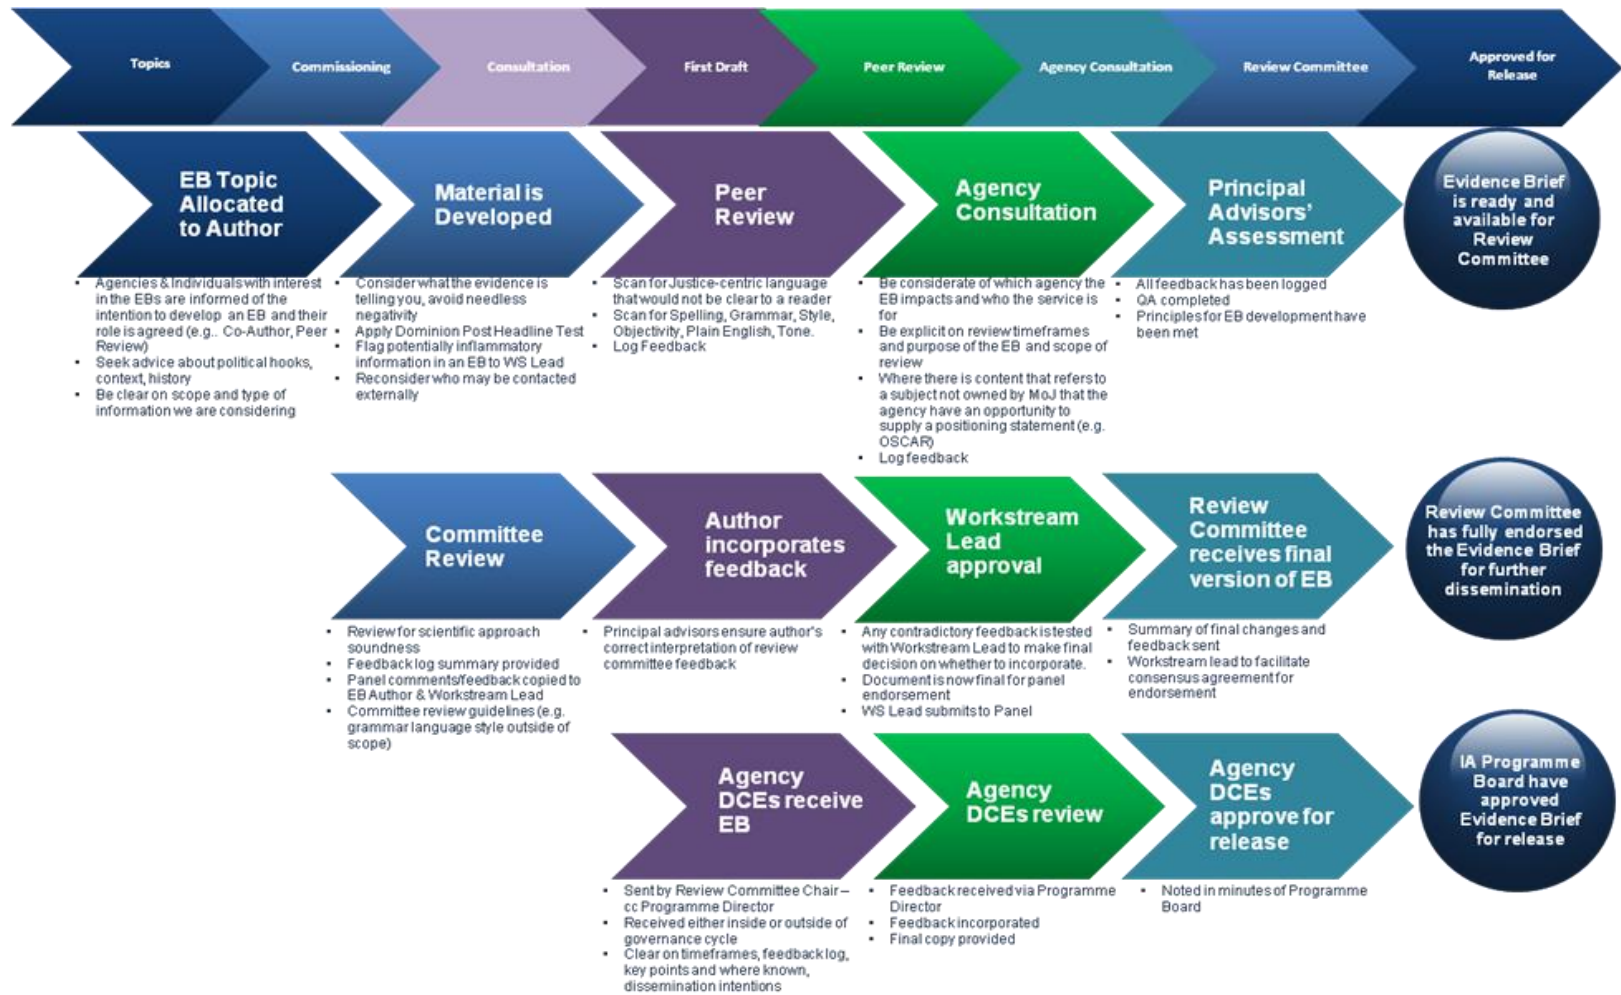 Topics
Commissioning
Consultation
First Draft
Peer Review
Agency Consultation
Review Committee
Approved for
Release
EB Topic
Allocated
to Author
• Agencies & Individuals with interest
in the EBs are informed of the
intention to develop an EB and their
role is agreed (e.g.. Co-Author, Peer
Review)
• Seek advice about political hooks,
context, history
• Be clear on scope and type of
information we are considering
Material is
Developed
• Consider what the evidence is
telling you, avoid needless
negativity
• Apply Dominion Post Headline Test
• Flag potentially inflammatory
information in an EB to WS Lead
• Reconsider who may be contacted
externally
Peer
Review
• Scan for Justice-centric language
that would not be clear to a reader
• Scan for Spelling, Grammar, Style,
Objectivity, Plain English, Tone.
• Log Feedback
Agency
Consultation
• Be considerate of which agency the
EB impacts and who the service is
for
• Be explicit on review timeframes
and purpose of the EB and scope of
review
• Where there is content that refers to
a subject not owned by MoJ that the
agency have an opportunity to
supply a positioning statement (e.g.
OSCAR)
• Log feedback
Principal
Advisors'
Assessment
• All feedback has been logged
• QA completed
• Principles for EB development have
been met
Evidence Brief
is ready and
available for
Review
Committee
Committee
Review
• Review for scientific approach
soundness
• Feedback log summary provided
• Panel comments/feedback copied to
EB Author & Workstream Lead
• Committee review guidelines (e.g.
grammar language style outside of
scope)
Author
incorporates
feedback
• Principal advisors ensure author's
correct interpretation of review
committee feedback
Workstream
Lead
approval
• Any contradictory feedback is tested
with Workstream Lead to make final
decision on whether to incorporate.
• Document is now final for panel
endorsement
• WS Lead submits to Panel
Review
Committee
receives final
version of EB
• Summary of final changes and
feedback sent
• Workstream lead to facilitate
consensus agreement for
endorsement
Review Committee
has fully endorsed
the Evidence Brief
for further
dissemination
Agency
DCEs receive
EB
• Sent by Review Committee Chair –
cc Programme Director
• Received either inside or outside of
governance cycle
• Clear on timeframes, feedback log,
key points and where known,
dissemination intentions
Agency
DCEs review
• Feedback received via Programme
Director
• Feedback incorporated
• Final copy provided
Agency
DCEs
approve for
release
• Noted in minutes of Programme
Board
IA Programme
Board have
approved
Evidence Brief
for release